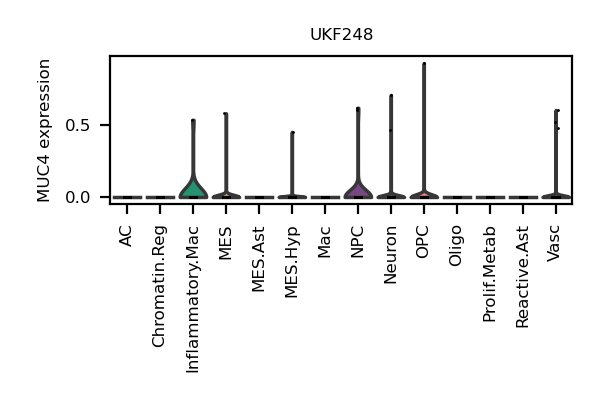 UKF248
MUC4 expression
0.5
0.0
AC
Chromatin.Reg
Inflammatory.Mac
MES
MES.Ast
MES.Hyp
Mac
NPC
Neuron
OPC
Oligo
Prolif.Metab
Reactive.Ast
Vasc